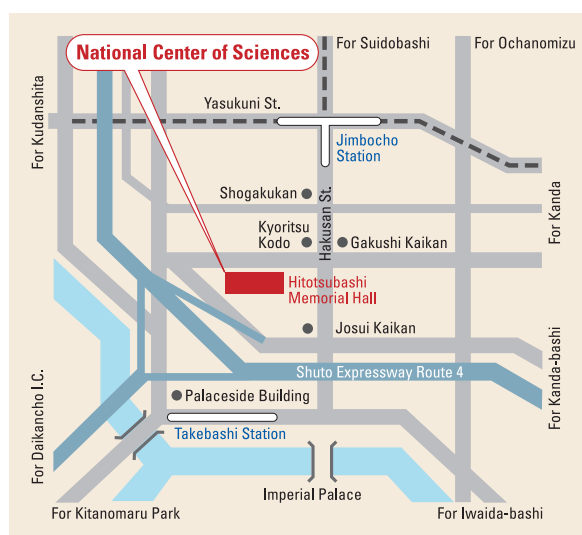 National Center of Sciences
For Suidobashi
For Ochanomizu
Yasukuni St.
For Kudanshita
Jimbocho
Station
Shogakukan
Hakusan St.
For Kanda
Kyoritsu
Kodo
Gakushi Kaikan
Hitotsubashi
Memorial Hall
Josui Kaikan
For Kanda-bashi
Shuto Expressway Route 4
Palaceside Building
For Daikancho I.C.
Takebashi Station
Imperial Palace
For Kitanomaru Park
For Iwaida-bashi